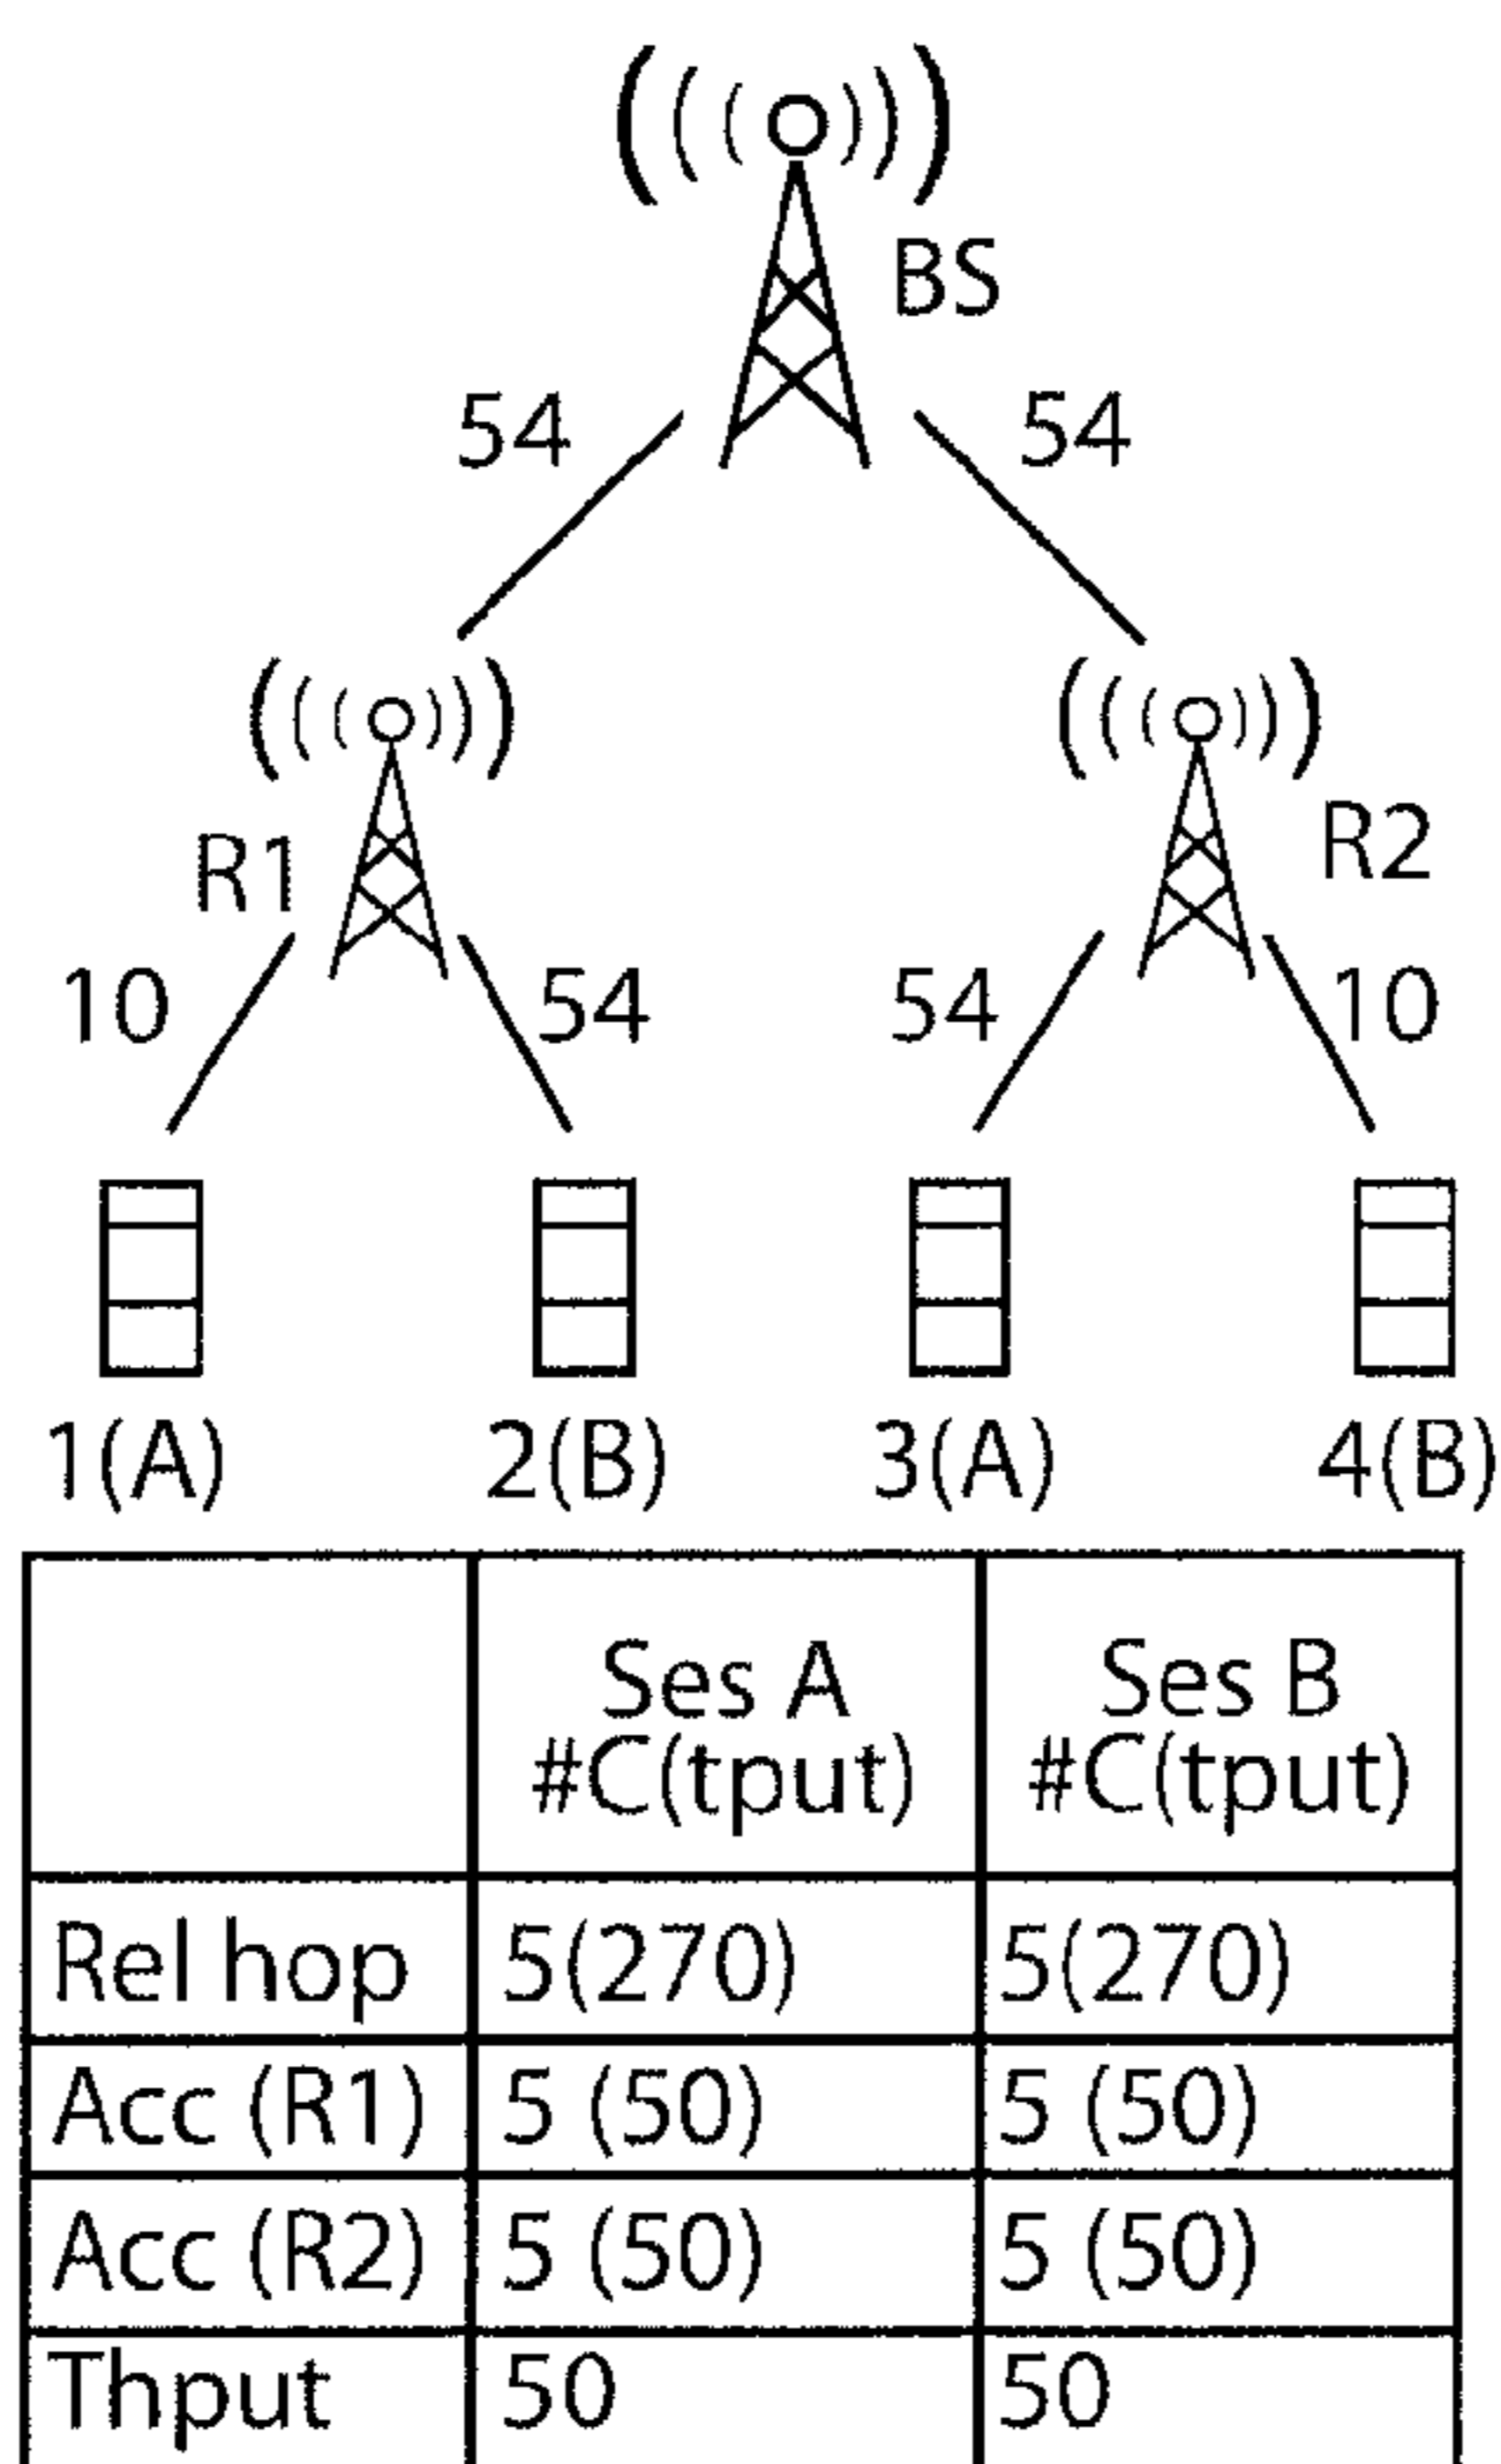 BS
54 54
R1 R2
10 54 54 10
1(A) 2(B) 3(A) 4(B)
Ses A Ses B
#C(tput) #C(tput)
Rel hop 5(270) 5(270)
Acc (R1) 5 (50) 5 (50)
Acc (R2) 5 (50) 5 (50)
Thput 50 50